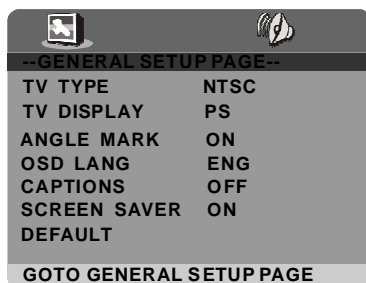 --GENERAL SETUP PAGE--
TV TYPE NTSC
TV DISPLAY PS
ANGLE MARK ON
OSD LANG ENG
CAPTIONS OFF
SCREEN SAVER ON
DEFAULT
GOTO GENERAL SETUP PAGE